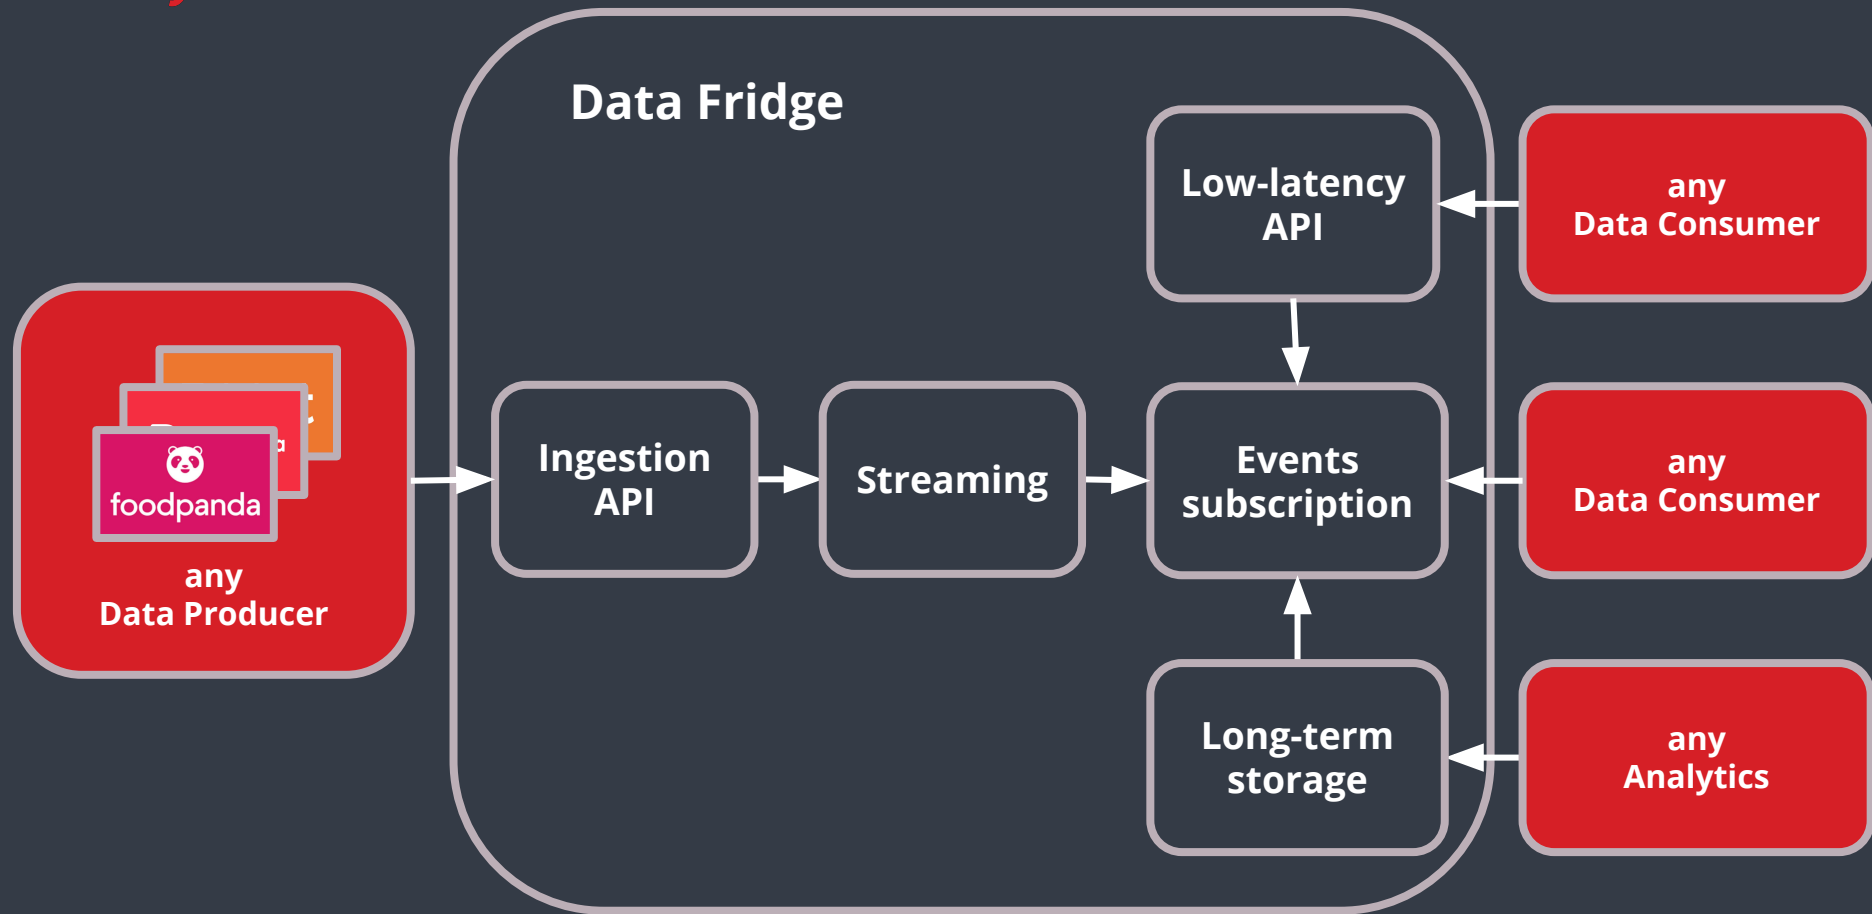 Data Fridge
Low-latency
API
any
Data Consumer
foodpanda
any
Data Producer
Ingestion
API
Streaming
Events
subscription
any
Data Consumer
Long-term
storage
any
Analytics